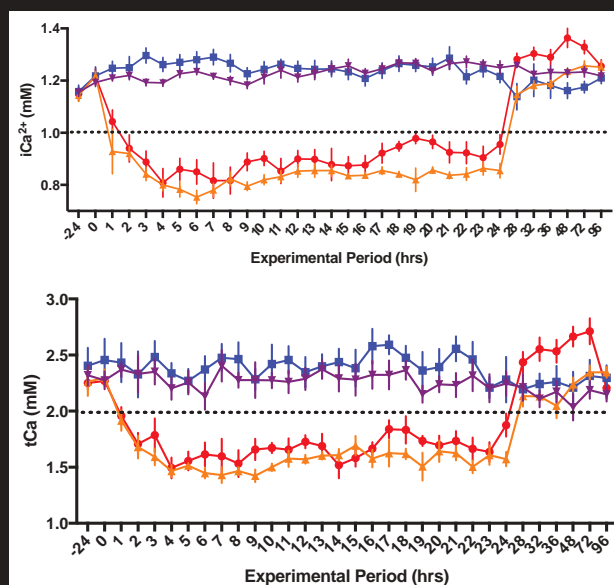 1.4
1.2
1.0
0.8
iCa²⁺ (mM)
-24 0 1 2 3 4 5 6 7 8 9 10 11 12 13 14 15 16 17 18 19 20 21 22 23 24 28 32 36 48 72 96
Experimental Period (hrs)
3.0
2.5
2.0
1.5
1.0
tCa (mM)
-24 0 1 2 3 4 5 6 7 8 9 10 11 12 13 14 15 16 17 18 19 20 21 22 23 24 28 32 36 48 72 96
Experimental Period (hrs)